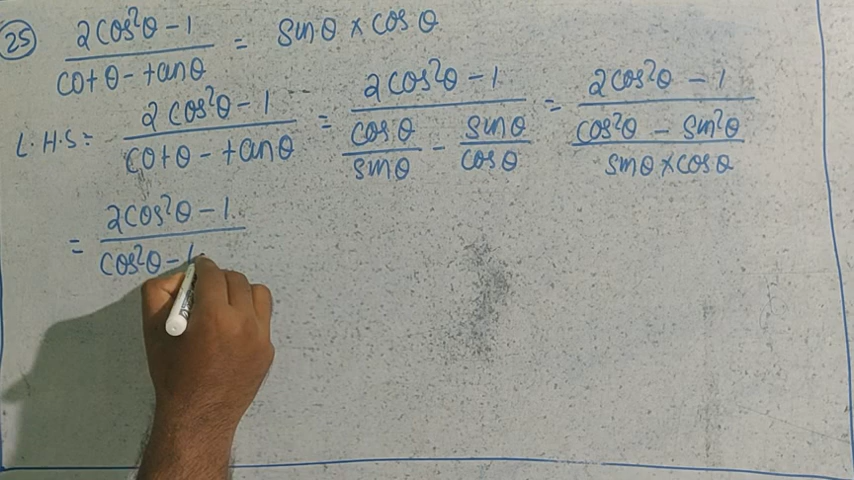 25 (2cos²θ - 1)/(cotθ - tanθ) = sinθ × cosθ
L.H.S = (2cos²θ - 1)/(cotθ - tanθ) = (2cos²θ - 1)/(cosθ/sinθ - sinθ/cosθ) = (2cos²θ - 1)/((cos²θ - sin²θ)/(sinθ × cosθ))
= (2cos²θ - 1)/(cos²θ - 1